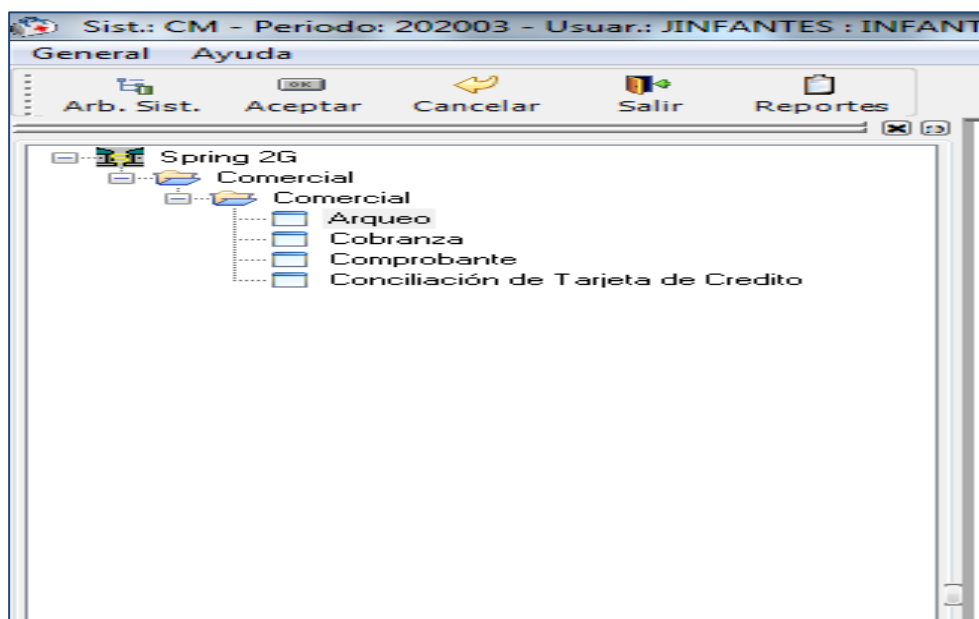 Sist.: CM - Periodo: 202003 - Usuar.: JINFANTES : INFANT
General Ayuda
OK
Arb. Sist. Aceptar Cancelar Salir Reportes
Spring 2G
Comercial
Comercial
Arqueo
Cobranza
Comprobante
Conciliación de Tarjeta de Credito